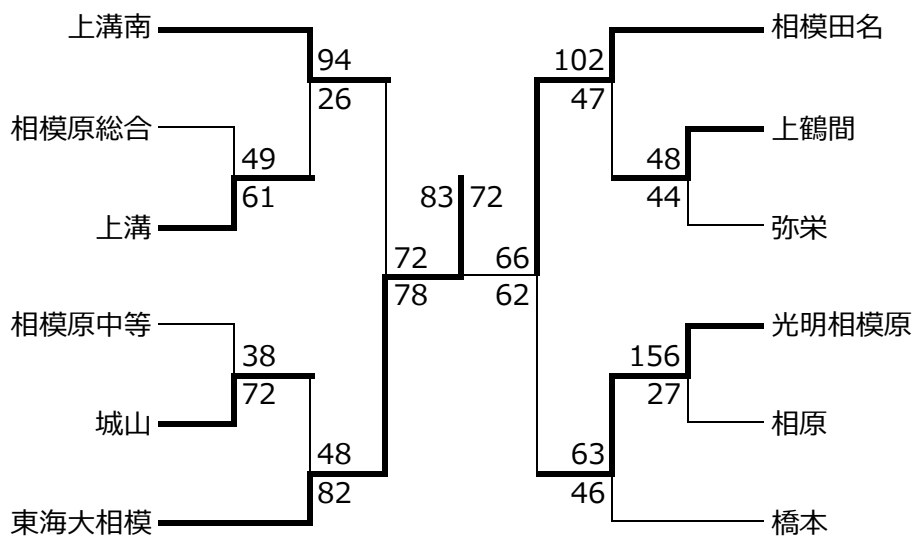 上溝南
94
26
相模原総合
49
61
上溝
72
78
相模原中等
38
72
城山
48
82
東海大相模
83 72
相模田名
102
47
上鶴間
48
44
弥栄
66
62
光明相模原
156
27
相原
63
46
橋本